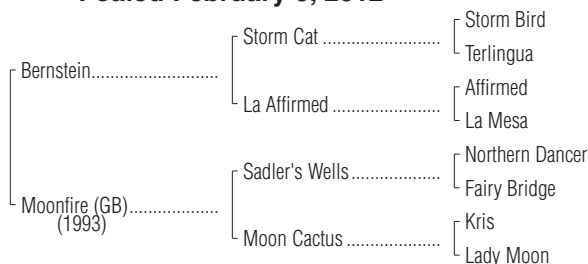 Foaled February 2012
Storm Bird
Storm Cat
Terlingua
Bernstein
Affirmed
La Affirmed
La Mesa
Northern Dancer
Sadler's Wells
Fairy Bridge
Moonfire (GB)
(1993)
Kris
Moon Cactus
Lady Moon